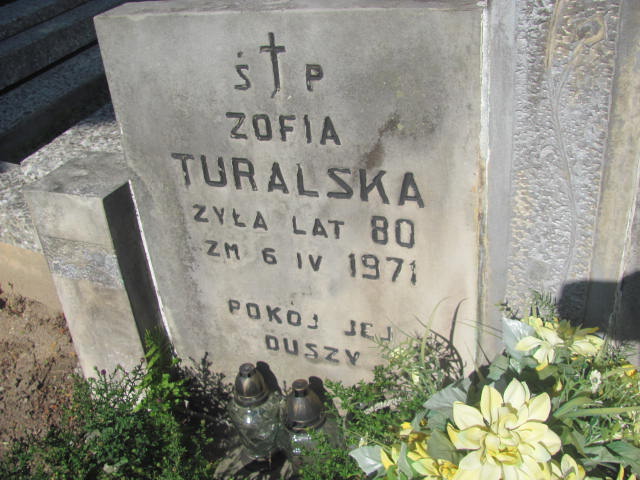 Ś P
ZOFIA
TURALSKA
ŻYŁA LAT 80
ZM 6 IV 1971
POKÓJ JEJ
DUSZY